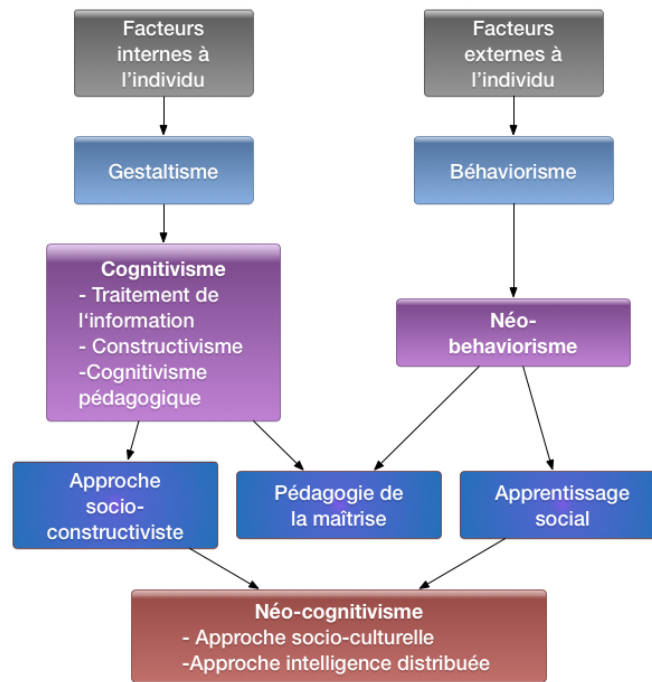 Facteurs
internes à
l'individu
Facteurs
externes à
l'individu
Gestaltisme
Béhaviorisme
Cognitivisme
- Traitement de
l'information
- Constructivisme
-Cognitivisme
pédagogique
Néo-
behaviorisme
Approche
socio-
constructiviste
Pédagogie de
la maîtrise
Apprentissage
social
Néo-cognitivisme
- Approche socio-culturelle
-Approche intelligence distribuée